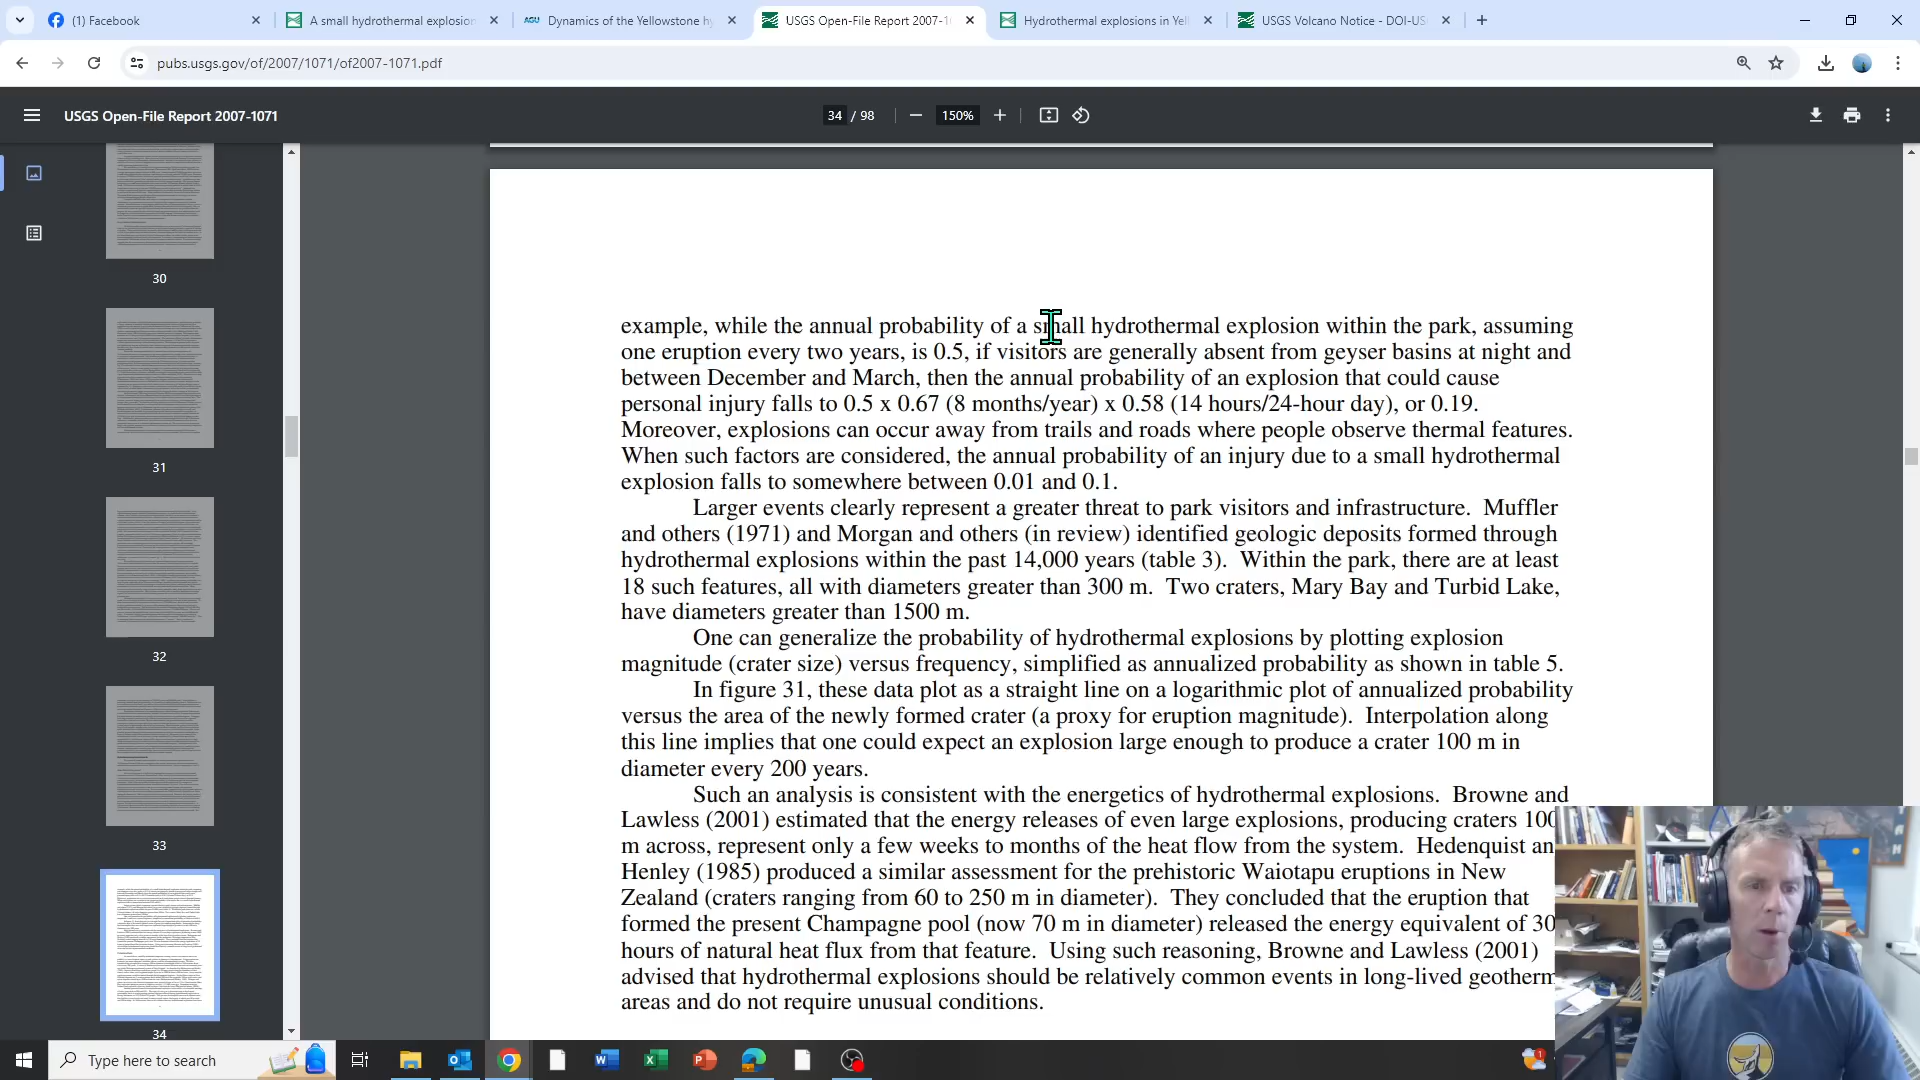 (1) Facebook
A small hydrothermal explosion
AGU Dynamics of the Yellowstone hy
USGS Open-File Report 2007-1
Hydrothermal explosions in Yell
USGS Volcano Notice - DOI-US
pubs.usgs.gov/of/2007/1071/of2007-1071.pdf
USGS Open-File Report 2007-1071
34 / 98
150%
30
31
32
33
34
example, while the annual probability of a small hydrothermal explosion within the park, assuming
one eruption every two years, is 0.5, if visitors are generally absent from geyser basins at night and
between December and March, then the annual probability of an explosion that could cause
personal injury falls to 0.5 x 0.67 (8 months/year) x 0.58 (14 hours/24-hour day), or 0.19.
Moreover, explosions can occur away from trails and roads where people observe thermal features.
When such factors are considered, the annual probability of an injury due to a small hydrothermal
explosion falls to somewhere between 0.01 and 0.1.
Larger events clearly represent a greater threat to park visitors and infrastructure. Muffler
and others (1971) and Morgan and others (in review) identified geologic deposits formed through
hydrothermal explosions within the past 14,000 years (table 3). Within the park, there are at least
18 such features, all with diameters greater than 300 m. Two craters, Mary Bay and Turbid Lake,
have diameters greater than 1500 m.
One can generalize the probability of hydrothermal explosions by plotting explosion
magnitude (crater size) versus frequency, simplified as annualized probability as shown in table 5.
In figure 31, these data plot as a straight line on a logarithmic plot of annualized probability
versus the area of the newly formed crater (a proxy for eruption magnitude). Interpolation along
this line implies that one could expect an explosion large enough to produce a crater 100 m in
diameter every 200 years.
Such an analysis is consistent with the energetics of hydrothermal explosions. Browne and
Lawless (2001) estimated that the energy releases of even large explosions, producing craters 100
m across, represent only a few weeks to months of the heat flow from the system. Hedenquist an
Henley (1985) produced a similar assessment for the prehistoric Waiotapu eruptions in New
Zealand (craters ranging from 60 to 250 m in diameter). They concluded that the eruption that
formed the present Champagne pool (now 70 m in diameter) released the energy equivalent of 30
hours of natural heat flux from that feature. Using such reasoning, Browne and Lawless (2001)
advised that hydrothermal explosions should be relatively common events in long-lived geotherm
areas and do not require unusual conditions.
Type here to search